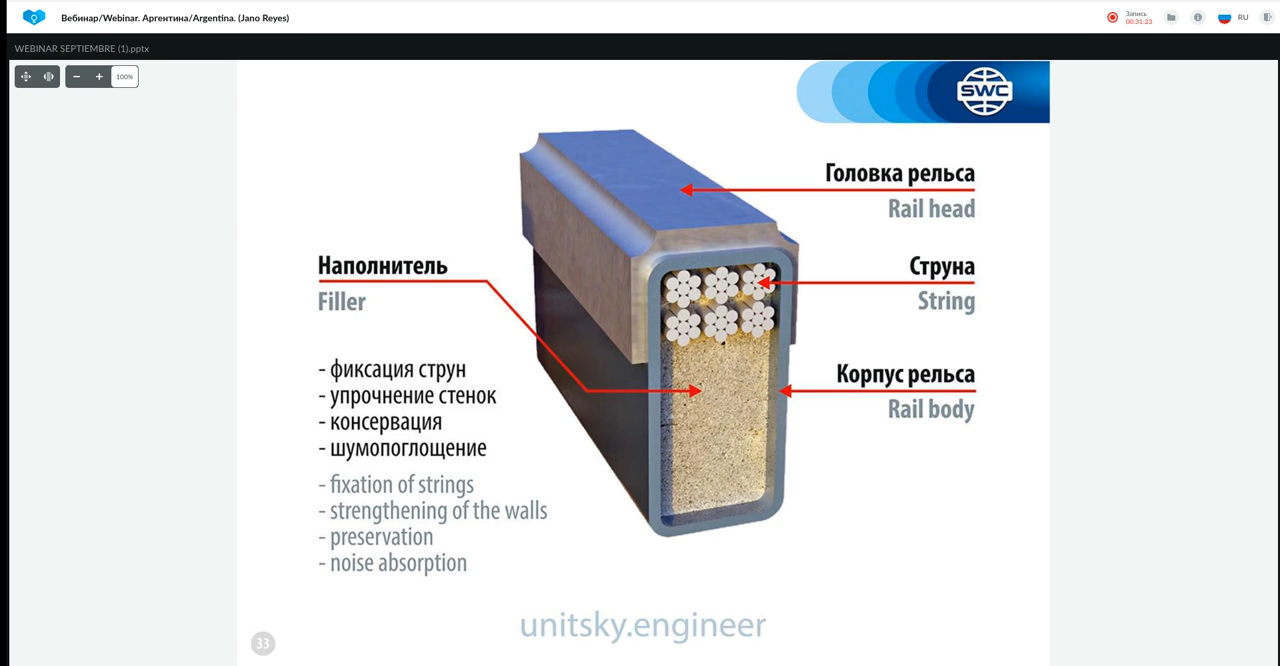 Вебинар/Webinar. Аргентина/Argentina. (Jano Reyes)
Запись
00:31:23
RU
WEBINAR SEPTIEMBRE (1).pptx
100%
SWC
Головка рельса
Rail head
Наполнитель
Filler
Струна
String
Корпус рельса
Rail body
- фиксация струн
- упрочнение стенок
- консервация
- шумопоглощение
- fixation of strings
- strengthening of the walls
- preservation
- noise absorption
unitsky.engineer
33